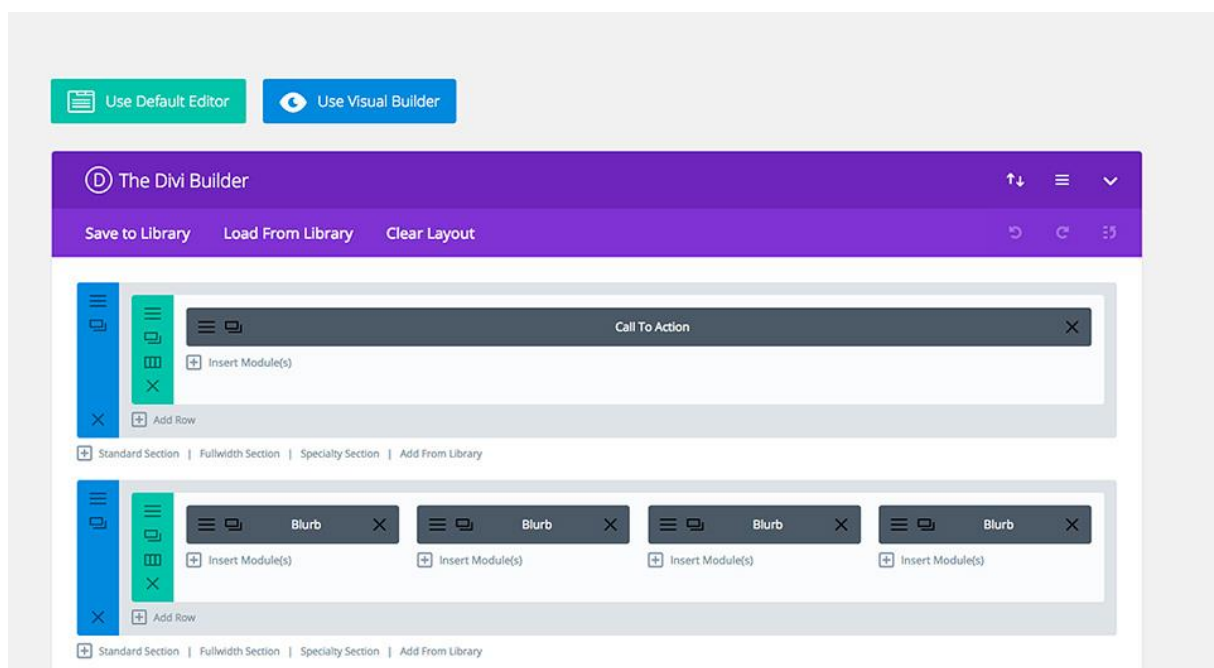 Use Default Editor Use Visual Builder
D The Divi Builder
Save to Library Load From Library Clear Layout
Call To Action
Insert Module(s)
Add Row
Standard Section | Fullwidth Section | Specialty Section | Add From Library
Blurb Blurb Blurb Blurb
Insert Module(s) Insert Module(s) Insert Module(s) Insert Module(s)
Add Row
Standard Section | Fullwidth Section | Specialty Section | Add From Library